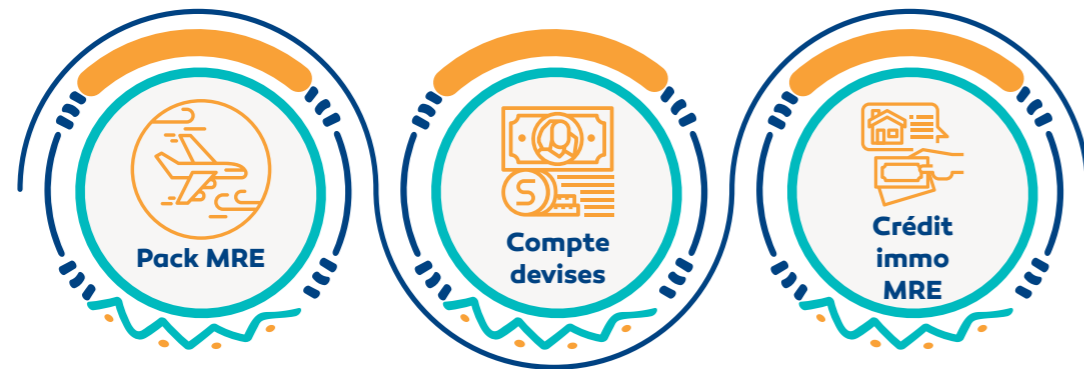 Pack MRE
Compte
devises
Crédit
immo
MRE